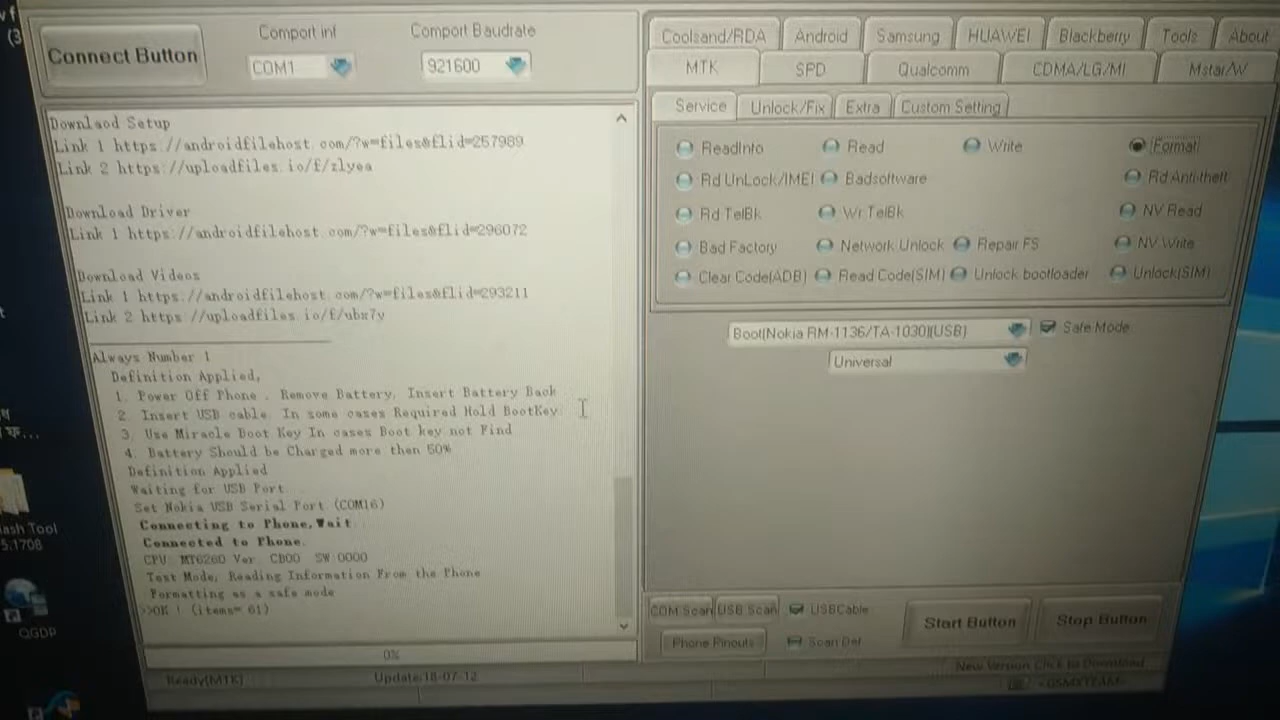 Connect Button
Comport inf
Comport Baudrate
COM1
921600
Downlaod Setup
Link 1 https://androidfilehost.com/?w=files&flid=257989
Link 2 https://uploadfiles.io/f/zlyea
Download Driver
Link 1 https://androidfilehost.com/?w=files&flid=296072
Download Videos
Link 1 https://androidfilehost.com/?w=files&flid=293211
Link 2 https://uploadfiles.io/f/ubx7y
Always Number 1
Definition Applied,
1. Power Off Phone . Remove Battery, Insert Battery Back
2. Insert USB cable. In some cases Required Hold BootKey
3. Use Miracle Boot Key In cases Boot key not Find
4. Battery Should be Charged more then 50%
Definition Applied
Waiting for USB Port
Set Nokia USB Serial Port (COM16)
Connecting to Phone,Wait
Connected to Phone.
CPU: MT6260 Ver: CB00 SW:0000
Test Mode, Reading Information From the Phone
Formatting as a safe mode
>>OK ! (items= 61)
0%
Ready[MTK]
Update:18-07-12
Coolsand/RDA
Android
Samsung
HUAWEI
Blackberry
Tools
About
MTK
SPD
Qualcomm
CDMA/LG/MI
Mstar/W
Service
Unlock/Fix
Extra
Custom Setting
ReadInfo
Read
Write
Format
Rd UnLock/IMEI
Badsoftware
Rd Antitheft
Rd TelBk
Wr TelBk
NV Read
Bad Factory
Network Unlock
Repair FS
NV Write
Clear Code(ADB)
Read Code(SIM)
Unlock bootloader
Unlock(SIM)
Boot[Nokia RM-1136/TA-1030](USB)
Safe Mode
Universal
COM Scan
USB Scan
USBCable
Start Button
Stop Button
Phone Pinouts
Scan Def
New Version Click to Download
-GSMXTEAM-
ash Tool
5.1708
QGDP